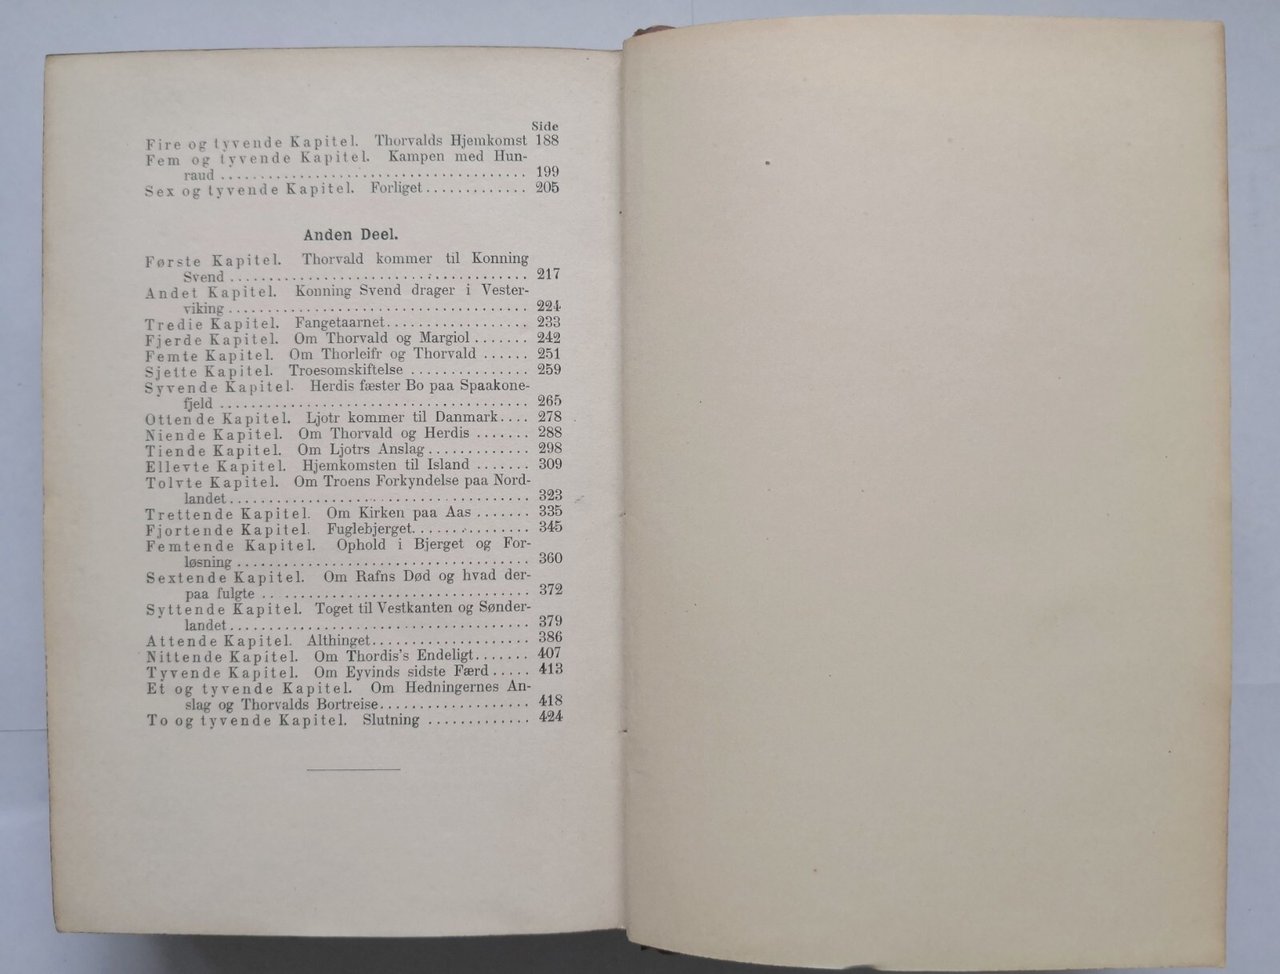 Side
Fire og tyvende Kapitel. Thorvalds Hjemkomst 188
Fem og tyvende Kapitel. Kampen med Hun-
raud ..................................... 199
Sex og tyvende Kapitel. Forliget............. 205
Anden Deel.
Første Kapitel. Thorvald kommer til Konning
Svend ..................................... 217
Andet Kapitel. Konning Svend drager i Vester-
viking ..................................... 224
Tredie Kapitel. Fangetaarnet.................. 233
Fjerde Kapitel. Om Thorvald og Margiol ....... 242
Femte Kapitel. Om Thorleifr og Thorvald ...... 251
Sjette Kapitel. Troesomskiftelse ............... 259
Syvende Kapitel. Herdis fæster Bo paa Spaakone-
fjeld ...................................... 265
Ottende Kapitel. Ljotr kommer til Danmark.... 278
Niende Kapitel. Om Thorvald og Herdis ....... 288
Tiende Kapitel. Om Ljotrs Anslag............. 298
Ellevte Kapitel. Hjemkomsten til Island ....... 309
Tolvte Kapitel. Om Troens Forkyndelse paa Nord-
landet..................................... 323
Trettende Kapitel. Om Kirken paa Aas ....... 335
Fjortende Kapitel. Fuglebjerget............... 345
Femtende Kapitel. Ophold i Bjerget og For-
løsning .................................... 360
Sextende Kapitel. Om Rafns Død og hvad der-
paa fulgte ................................. 372
Syttende Kapitel. Toget til Vestkanten og Sønder-
landet..................................... 379
Attende Kapitel. Althinget.................... 386
Nittende Kapitel. Om Thordis's Endeligt....... 407
Tyvende Kapitel. Om Eyvinds sidste Færd ..... 413
Et og tyvende Kapitel. Om Hedningernes An-
slag og Thorvalds Bortreise................... 418
To og tyvende Kapitel. Slutning ............. 424